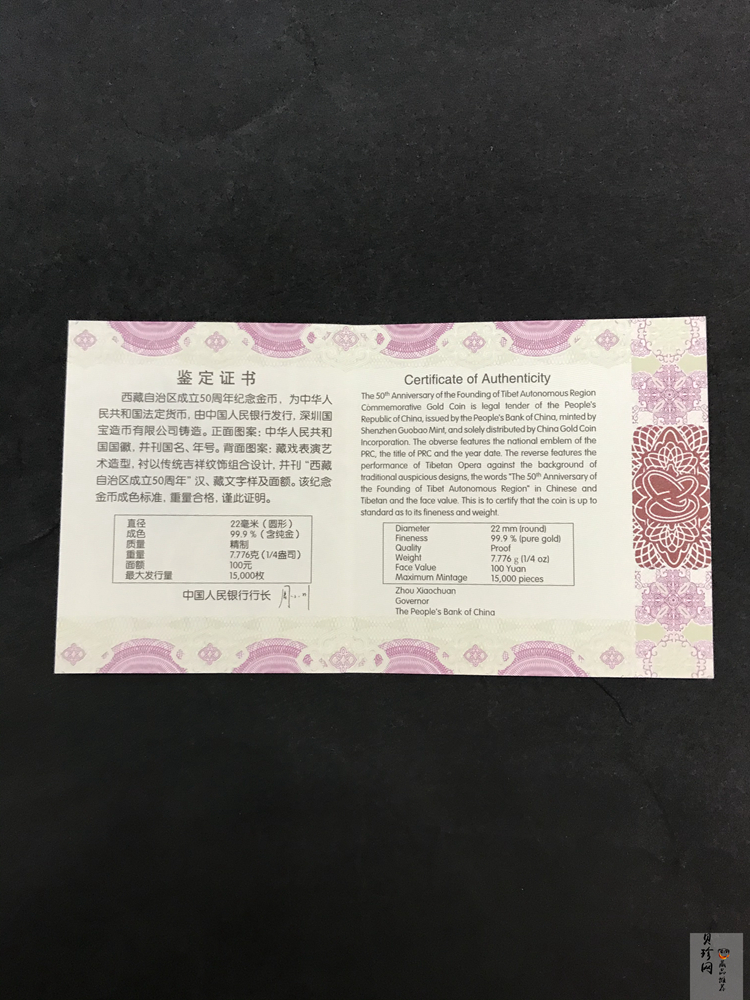 鉴定证书
西藏自治区成立50周年纪念金币，为中华人
民共和国法定货币，由中国人民银行发行，深圳国
宝造币有限公司铸造。正面图案：中华人民共和
国国徽，并刊国名、年号。背面图案：藏戏表演艺
术造型，衬以传统吉祥纹饰组合设计，并刊“西藏
自治区成立50周年”汉、藏文字样及面额。该纪念
金币成色标准，重量合格，谨此证明。
直径 22毫米（圆形）
成色 99.9％（含纯金）
质量 精制
重量 7.776克（1/4盎司）
面额 100元
最大发行量 15,000枚
中国人民银行行长
Certificate of Authenticity
The 50th Anniversary of the Founding of Tibet Autonomous Region
Commemorative Gold Coin is legal tender of the People's
Republic of China, issued by the People's Bank of China, minted by
Shenzhen Guobao Mint, and solely distributed by China Gold Coin
Incorporation. The obverse features the national emblem of the
PRC, the title of PRC and the year date. The reverse features the
performance of Tibetan Opera against the background of
traditional auspicious designs, the words "The 50th Anniversary of
the Founding of Tibet Autonomous Region" in Chinese and
Tibetan and the face value. This is to certify that the coin is up to
standard as to its fineness and weight.
Diameter 22 mm (round)
Fineness 99.9 % (pure gold)
Quality Proof
Weight 7.776 g (1/4 oz)
Face Value 100 Yuan
Maximum Mintage 15,000 pieces
Zhou Xiaochuan
Governor
The People's Bank of China
贝珍网
藏品推荐